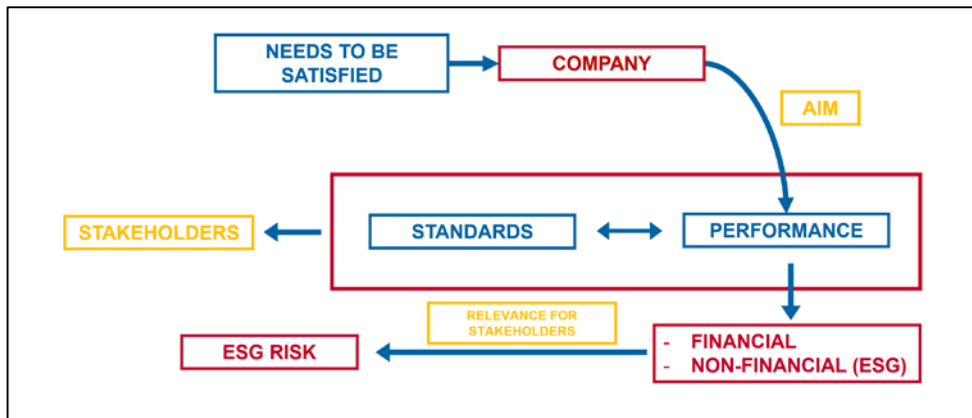 NEEDS TO BE
SATISFIED
COMPANY
AIM
STAKEHOLDERS
STANDARDS
PERFORMANCE
RELEVANCE FOR
STAKEHOLDERS
ESG RISK
- FINANCIAL
- NON-FINANCIAL (ESG)